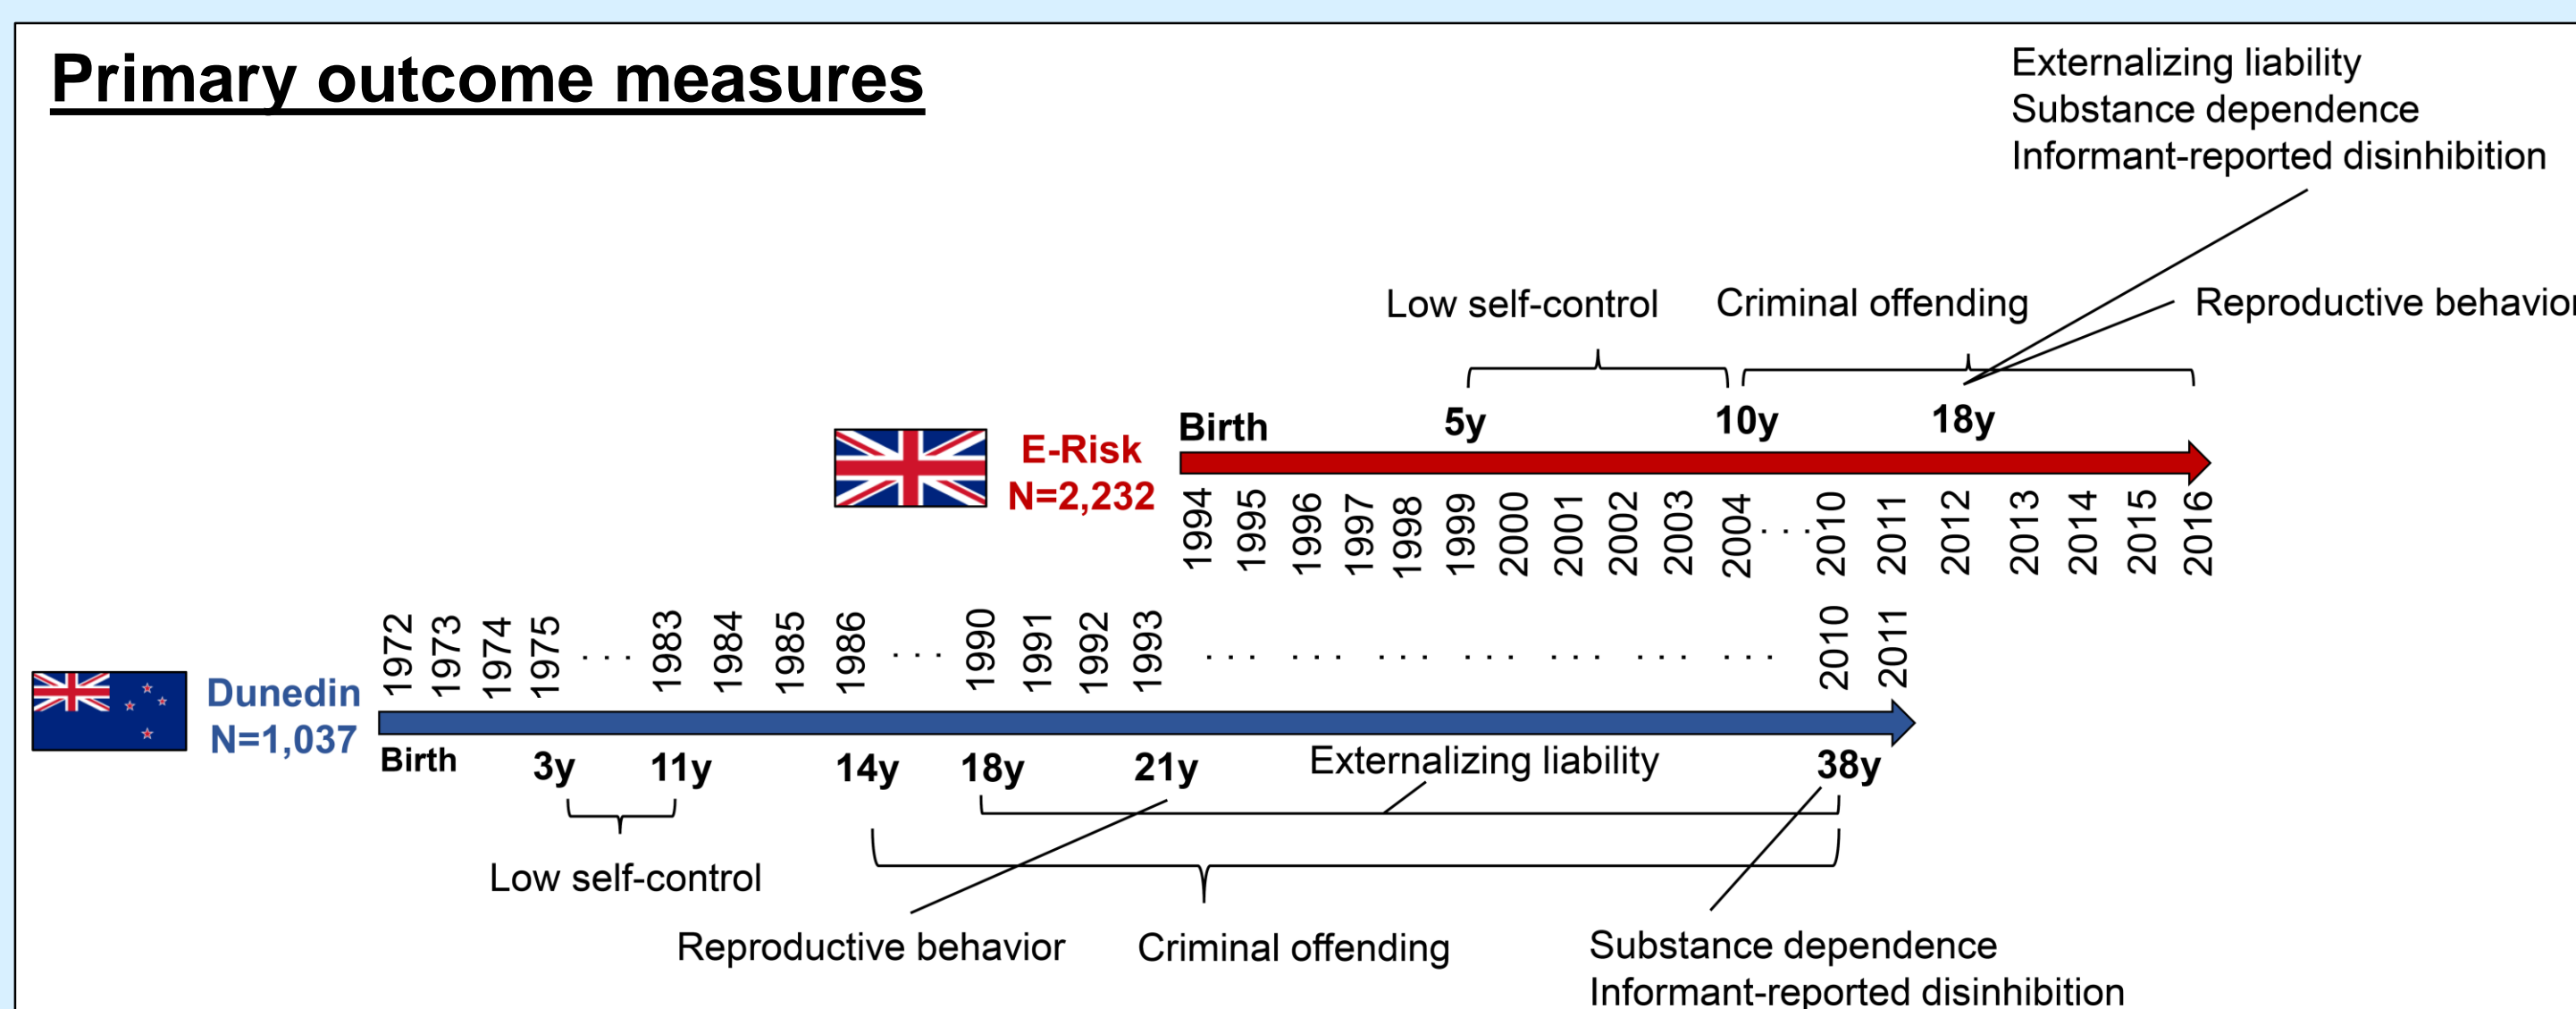 Primary outcome measures
Externalizing liability
Substance dependence
Informant-reported disinhibition
Low self-control
Criminal offending
Reproductive behavior
Birth
5y
10y
18y
E-Risk
N=2,232
1994
1995
1996
1997
1998
1999
2000
2001
2002
2003
2004
. . .
2010
2011
2012
2013
2014
2015
2016
1972
1973
1974
1975
. . .
1983
1984
1985
1986
. . .
1990
1991
1992
1993
. . . . . . . . . . . . . . . . . . . . .
2010
2011
Dunedin
N=1,037
Birth
3y
11y
14y
18y
21y
Externalizing liability
38y
Low self-control
Reproductive behavior
Criminal offending
Substance dependence
Informant-reported disinhibition